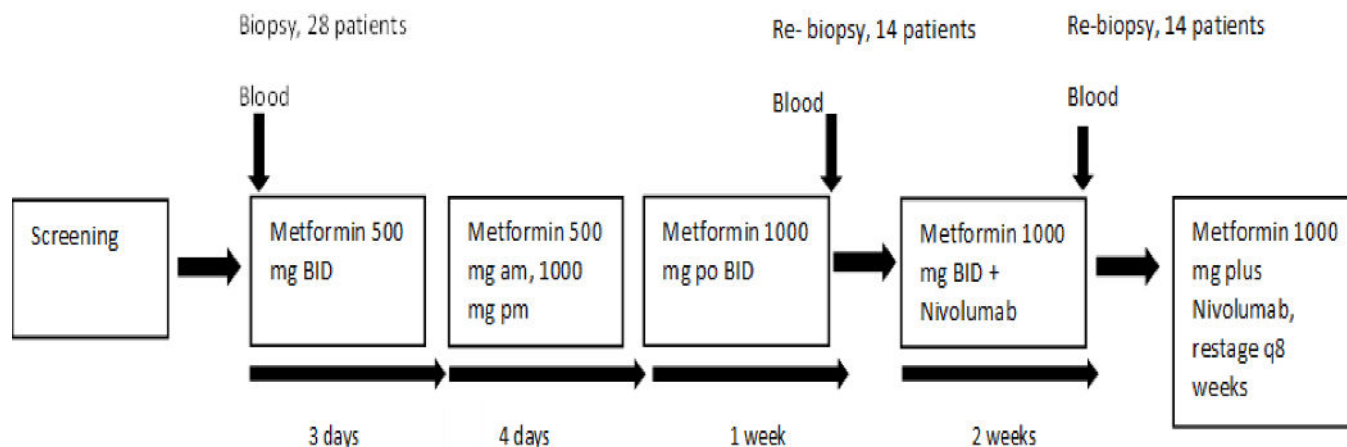 Biopsy, 28 patients
Re- biopsy, 14 patients
Re-biopsy, 14 patients
Blood
Blood
Blood
Screening
Metformin 500
mg BID
Metformin 500
mg am, 1000
mg pm
Metformin 1000
mg po BID
Metformin 1000
mg BID +
Nivolumab
Metformin 1000
mg plus
Nivolumab,
restage q8
weeks
3 days
4 days
1 week
2 weeks